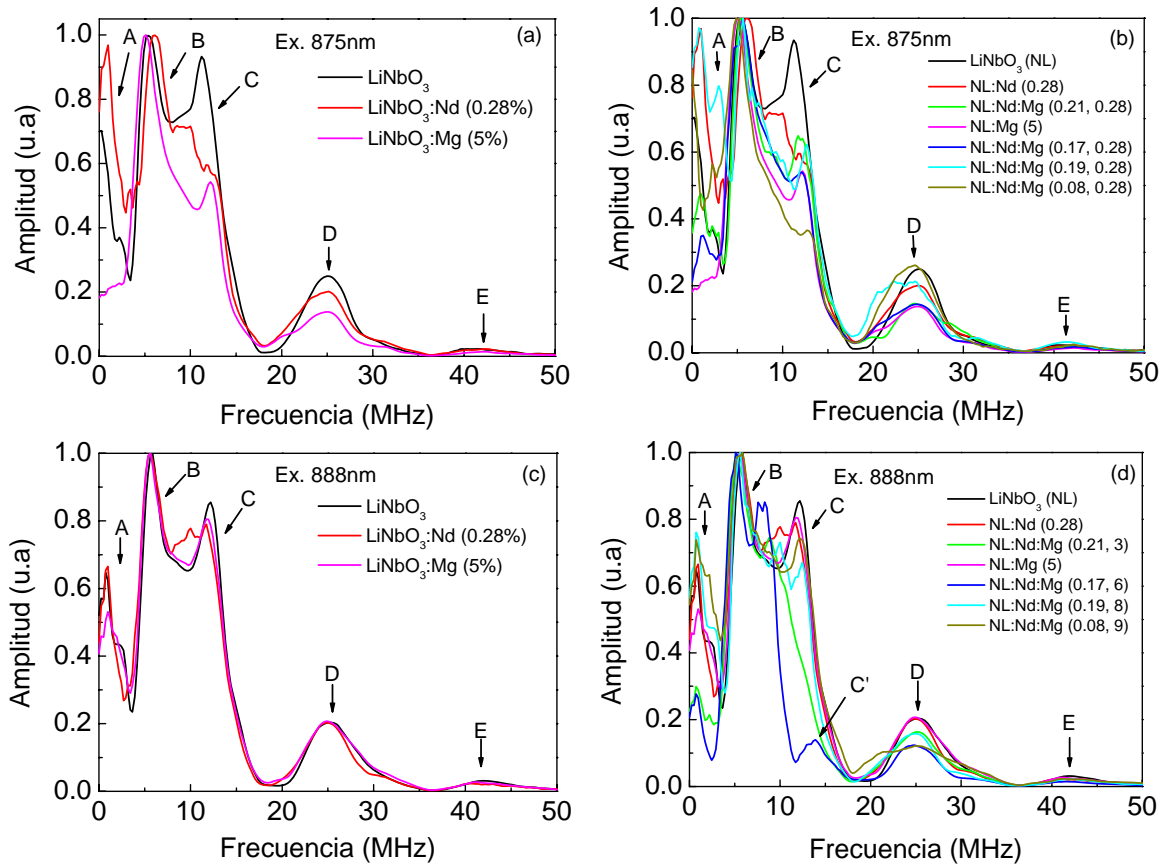 Ex. 875nm
(a)
A
B
C
D
E
LiNbO3
LiNbO3:Nd (0.28%)
LiNbO3:Mg (5%)
Amplitud (u.a)
1.0
0.8
0.6
0.4
0.2
0.0
0 10 20 30 40 50
Frecuencia (MHz)
Ex. 875nm
(b)
A
B
C
D
E
LiNbO3 (NL)
NL:Nd (0.28)
NL:Nd:Mg (0.21, 0.28)
NL:Mg (5)
NL:Nd:Mg (0.17, 0.28)
NL:Nd:Mg (0.19, 0.28)
NL:Nd:Mg (0.08, 0.28)
Amplitud (u.a)
1.0
0.8
0.6
0.4
0.2
0.0
0 10 20 30 40 50
Frecuencia (MHz)
Ex. 888nm
(c)
A
B
C
D
E
LiNbO3
LiNbO3:Nd (0.28%)
LiNbO3:Mg (5%)
Amplitud (u.a)
1.0
0.8
0.6
0.4
0.2
0.0
0 10 20 30 40 50
Frecuencia (MHz)
Ex. 888nm
(d)
A
B
C
C'
D
E
LiNbO3 (NL)
NL:Nd (0.28)
NL:Nd:Mg (0.21, 3)
NL:Mg (5)
NL:Nd:Mg (0.17, 6)
NL:Nd:Mg (0.19, 8)
NL:Nd:Mg (0.08, 9)
Amplitud (u.a)
1.0
0.8
0.6
0.4
0.2
0.0
0 10 20 30 40 50
Frecuencia (MHz)